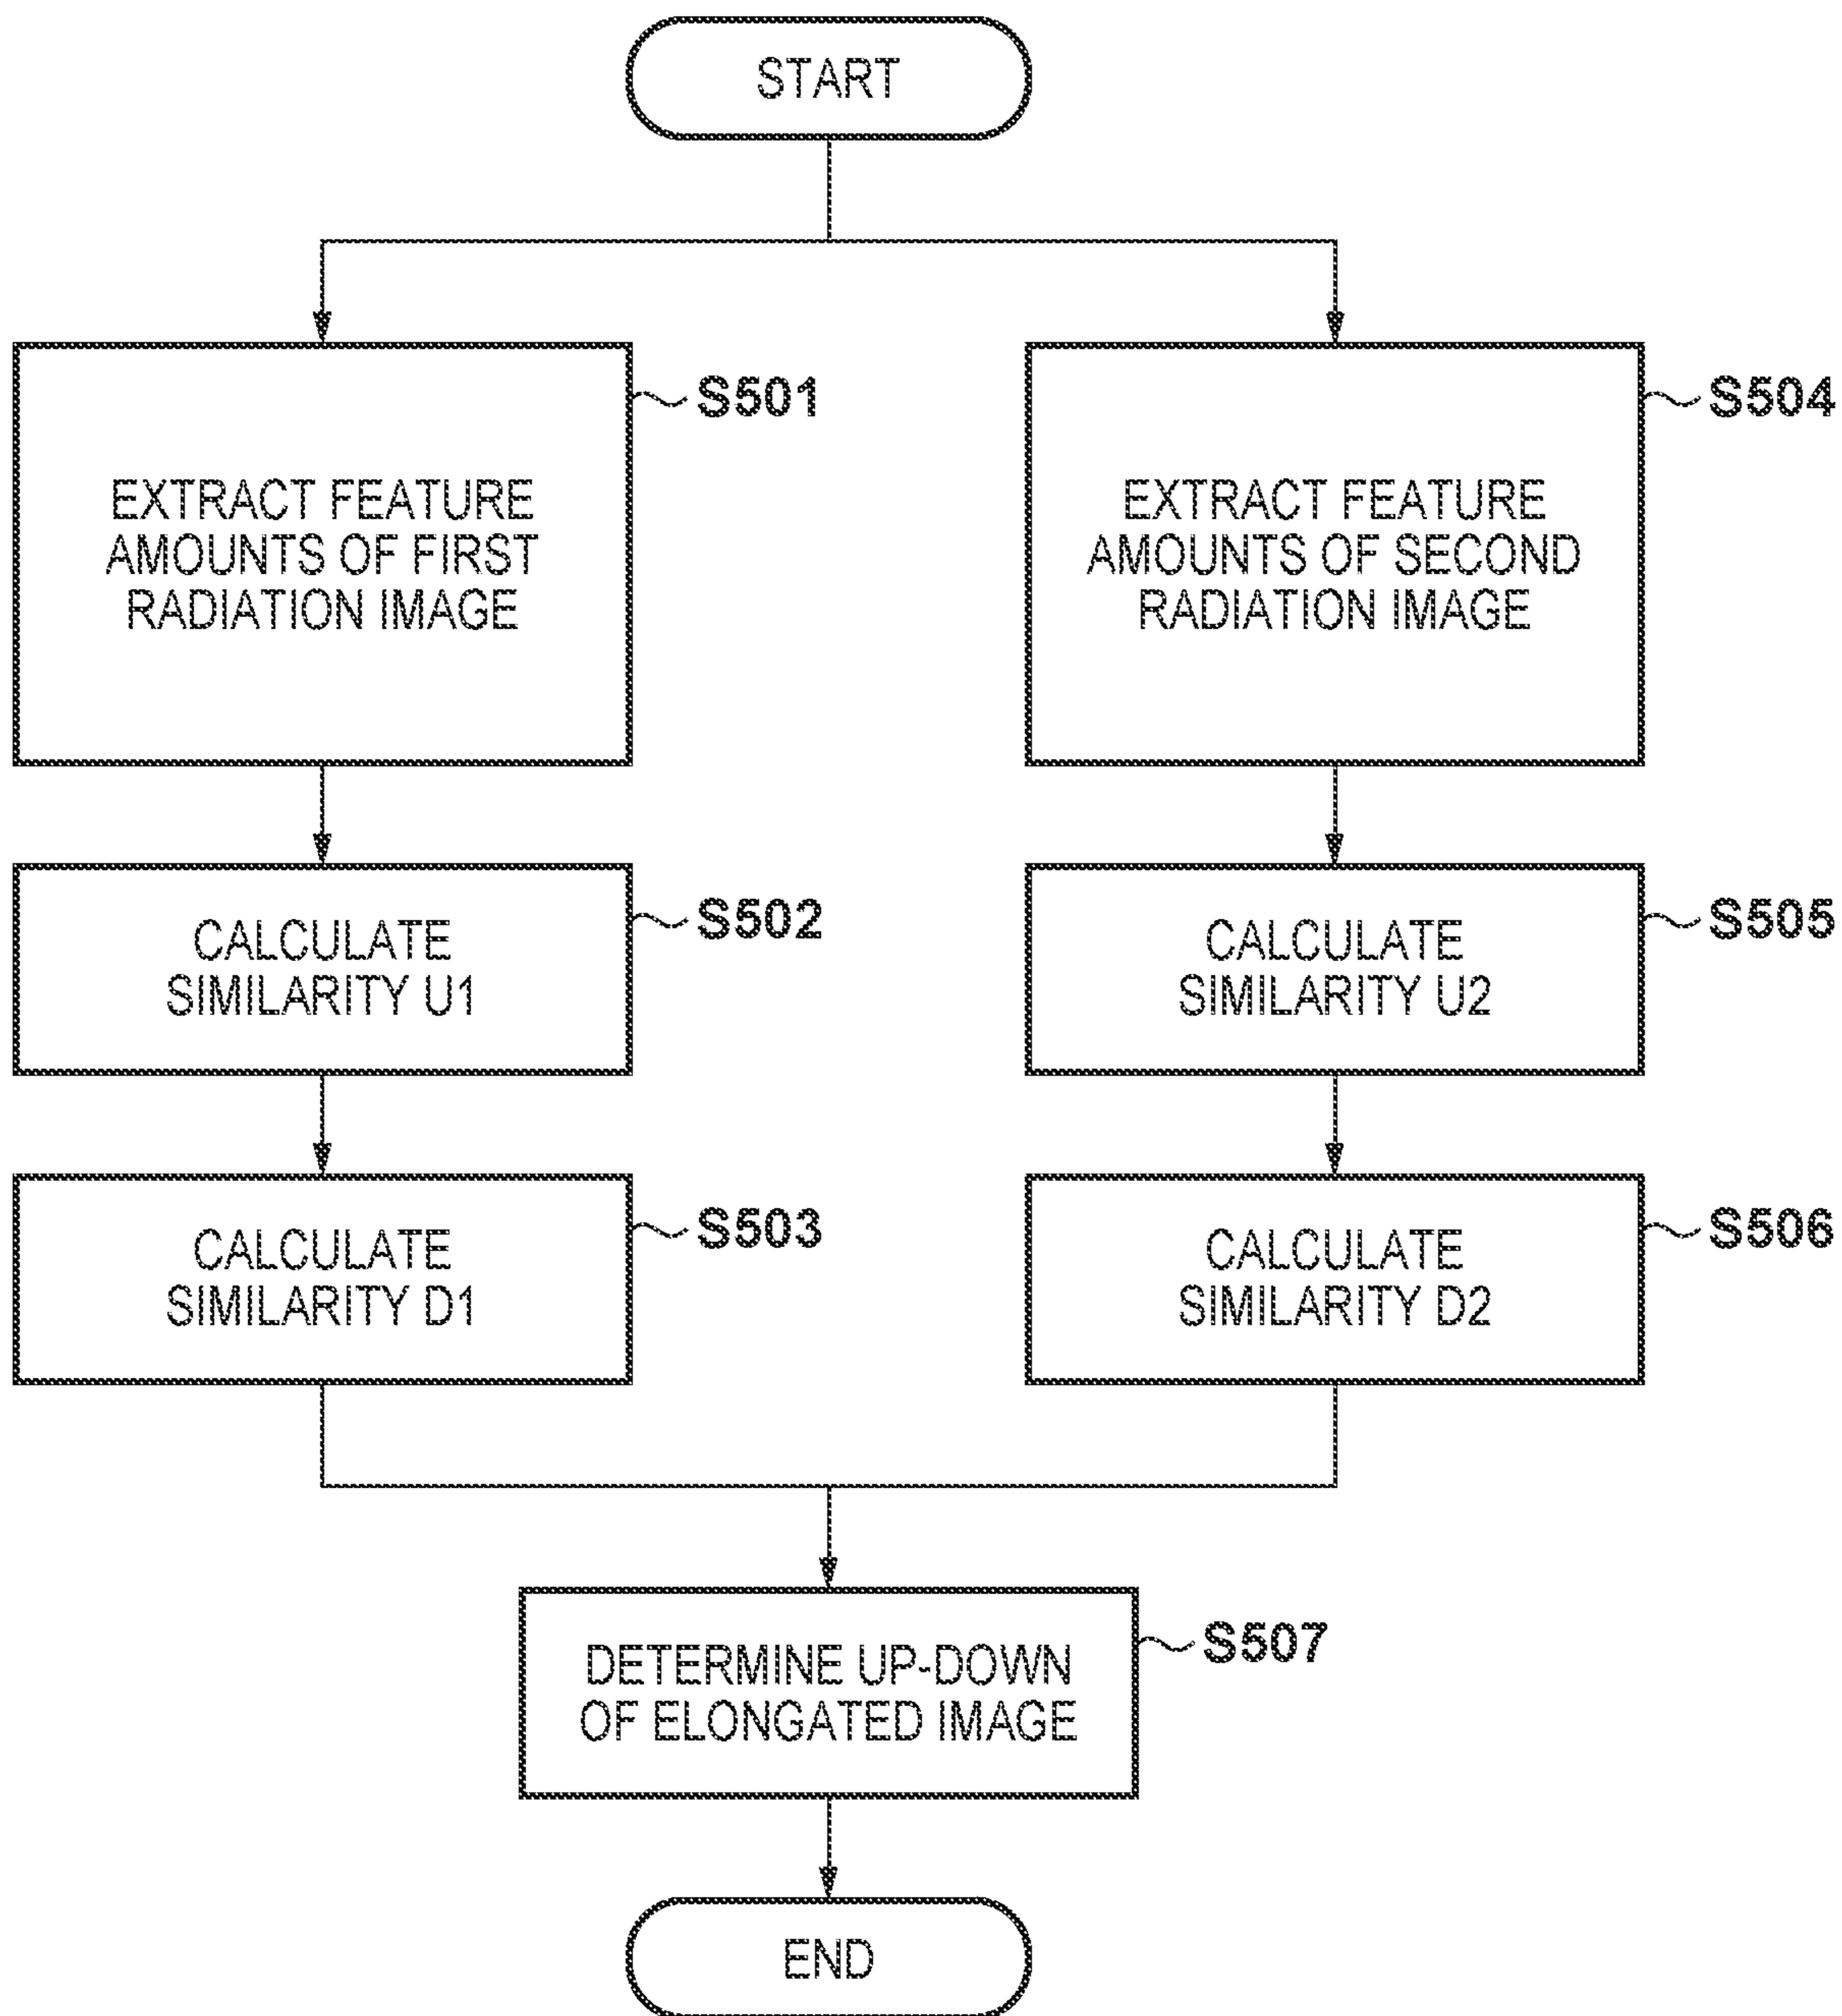 START
EXTRACT FEATURE
AMOUNTS OF FIRST
RADIATION IMAGE
S501
CALCULATE
SIMILARITY U1
S502
CALCULATE
SIMILARITY D1
S503
EXTRACT FEATURE
AMOUNTS OF SECOND
RADIATION IMAGE
S504
CALCULATE
SIMILARITY U2
S505
CALCULATE
SIMILARITY D2
S506
DETERMINE UP-DOWN
OF ELONGATED IMAGE
S507
END